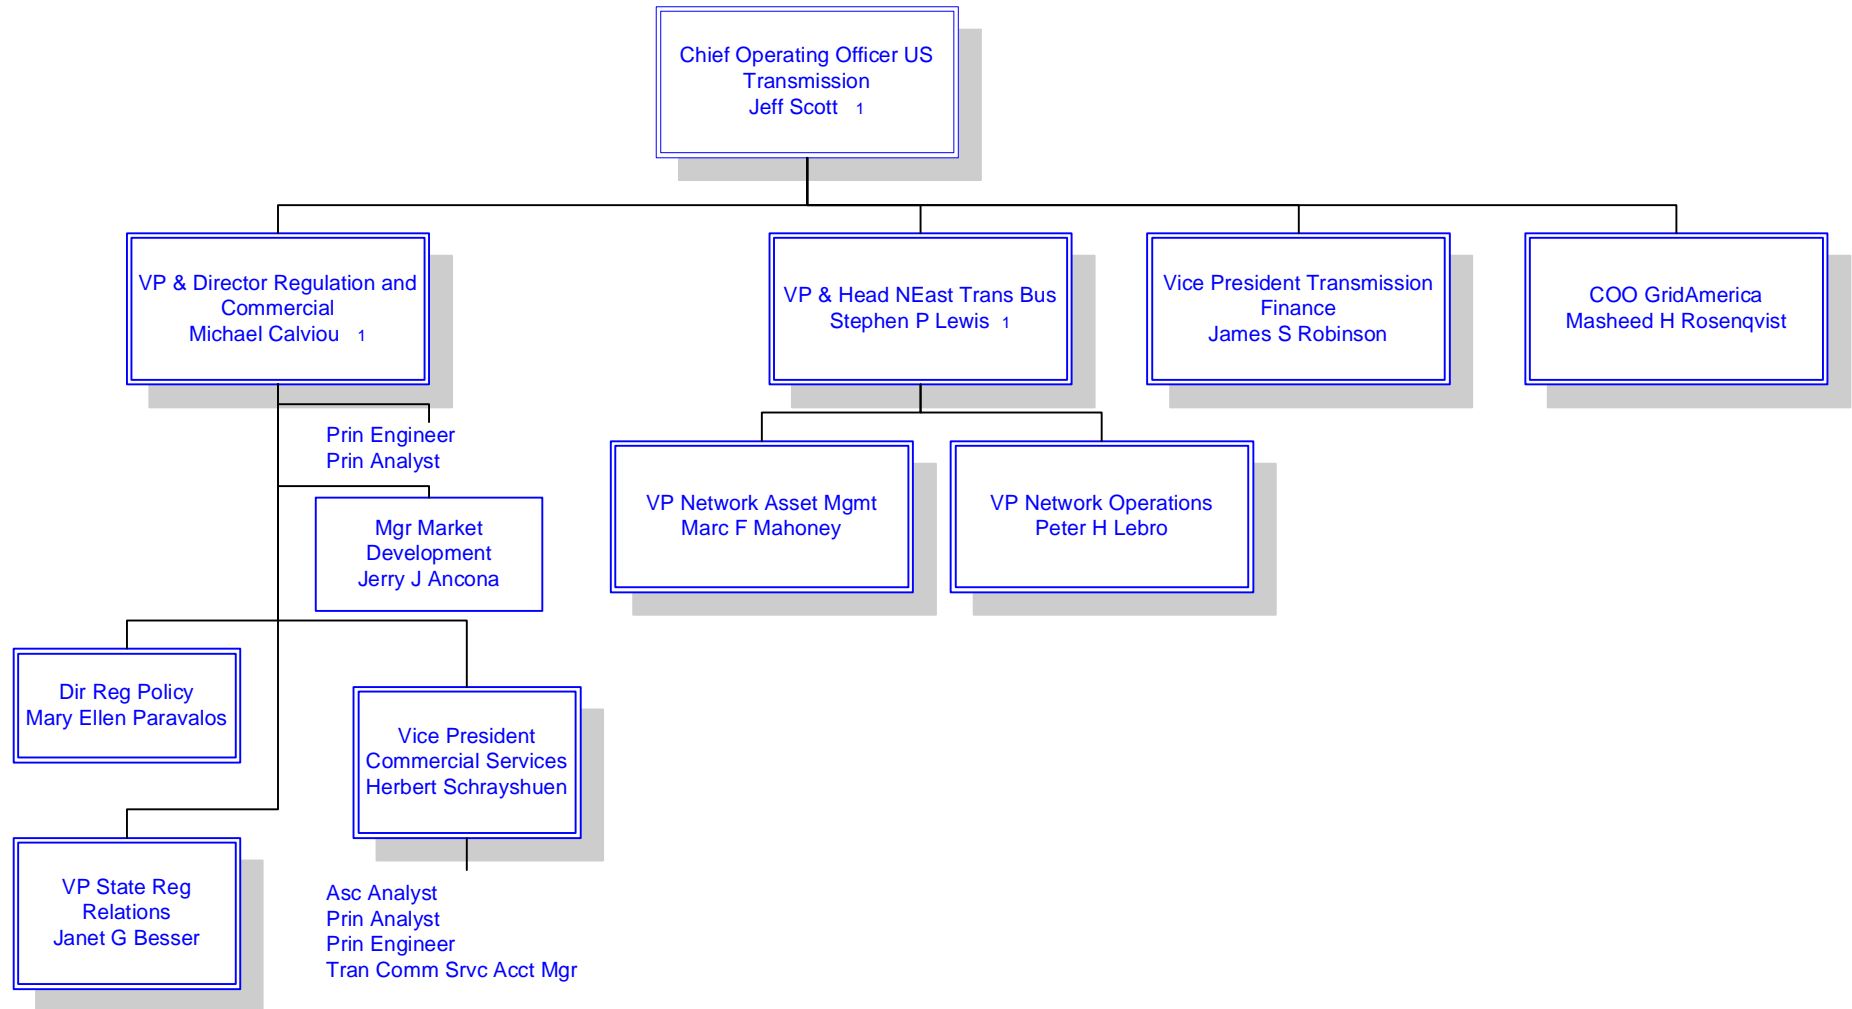 Chief Operating Officer US
Transmission
Jeff Scott 1
VP & Director Regulation and
Commercial
Michael Calviou 1
VP & Head NEast Trans Bus
Stephen P Lewis 1
Vice President Transmission
Finance
James S Robinson
COO GridAmerica
Masheed H Rosenqvist
Prin Engineer
Prin Analyst
Mgr Market
Development
Jerry J Ancona
VP Network Asset Mgmt
Marc F Mahoney
VP Network Operations
Peter H Lebro
Dir Reg Policy
Mary Ellen Paravalos
Vice President
Commercial Services
Herbert Schrayshuen
VP State Reg
Relations
Janet G Besser
Asc Analyst
Prin Analyst
Prin Engineer
Tran Comm Srvc Acct Mgr